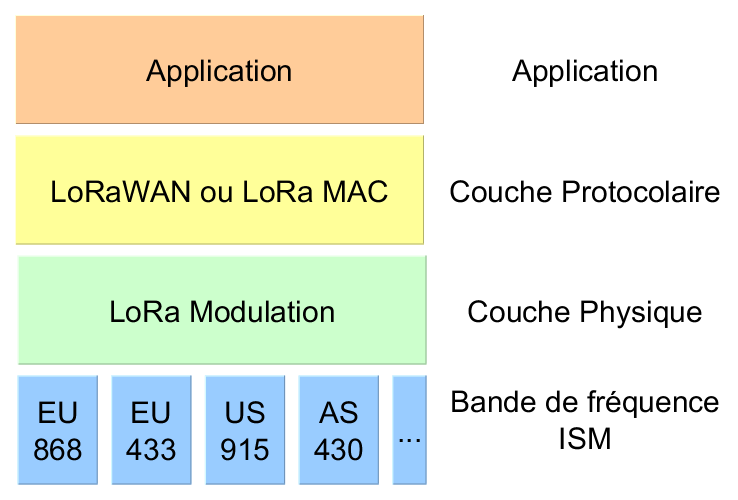 Application
Application
LoRaWAN ou LoRa MAC
Couche Protocolaire
LoRa Modulation
Couche Physique
EU
868
EU
433
US
915
AS
430
...
Bande de fréquence
ISM